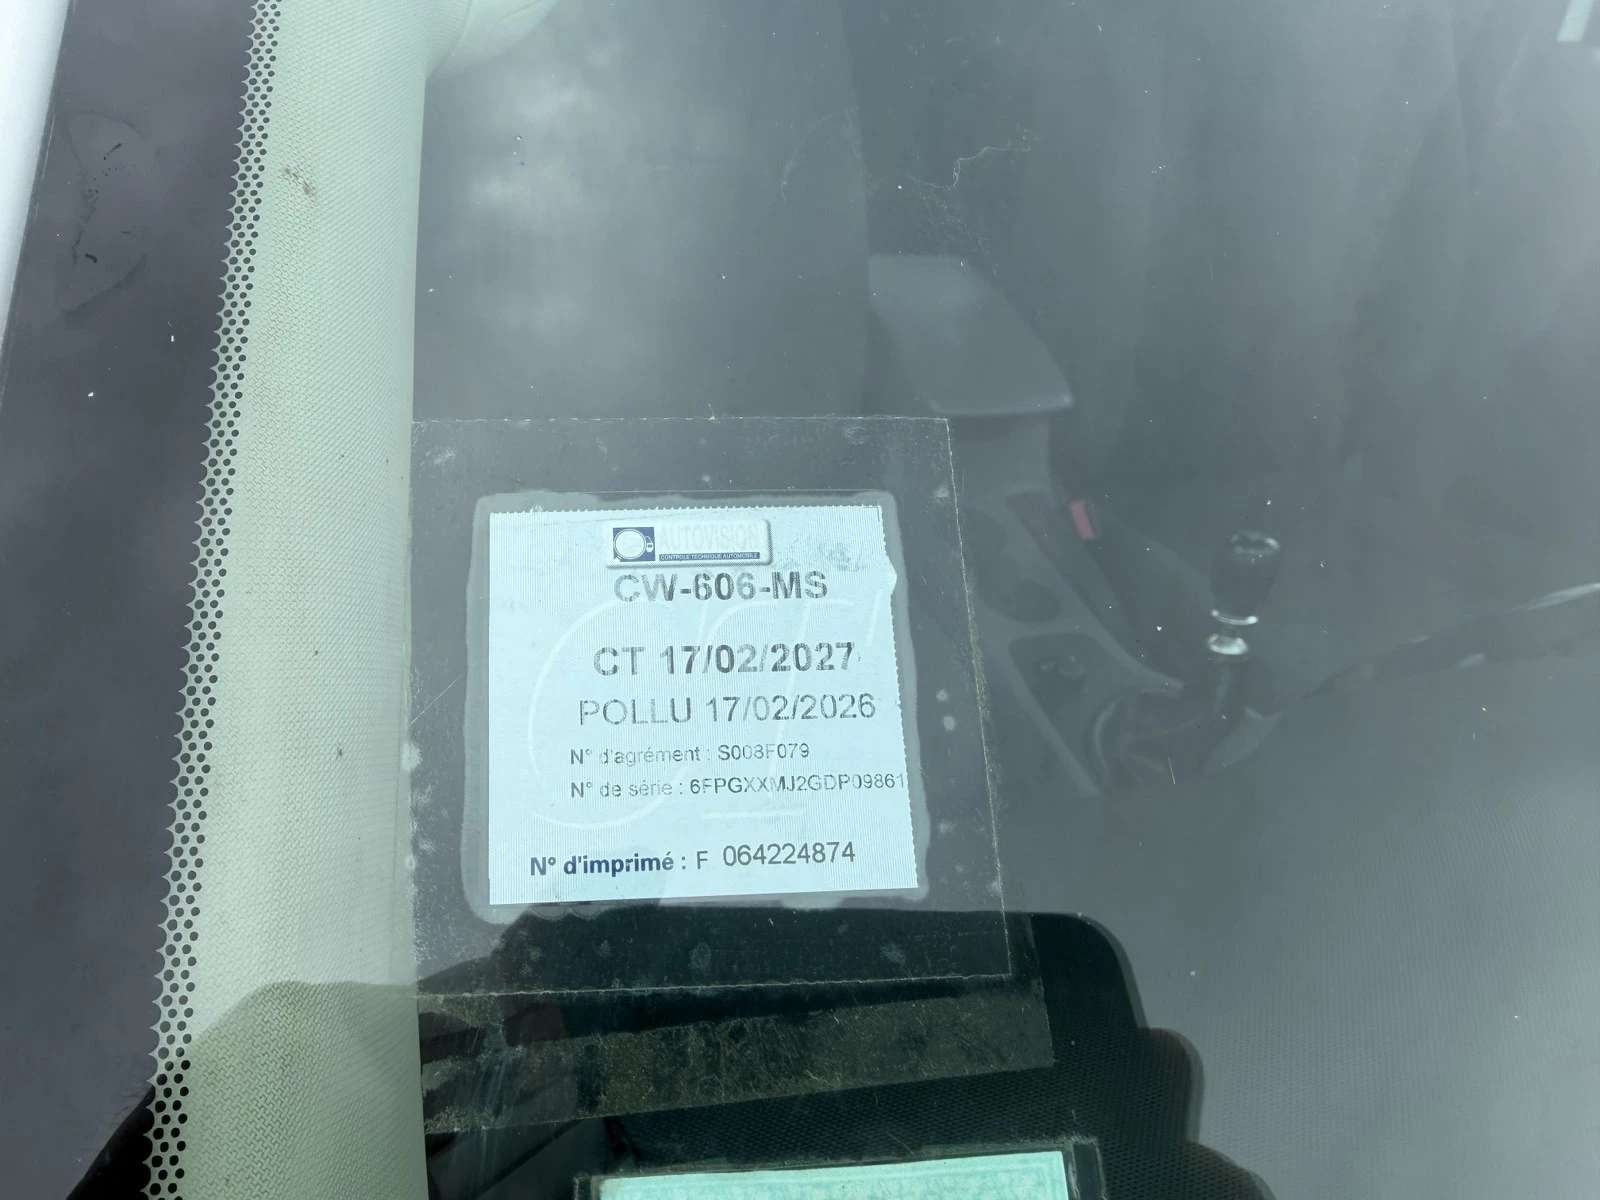 AUTOVISION
CONTROLE TECHNIQUE AUTOMOBILE
CW-606-MS
CT 17/02/2027
POLLU 17/02/2026
N° d'agrément : S008F079
N° de série : 6FPGXXMJ2GDP09861
N° d'imprimé : F 064224874